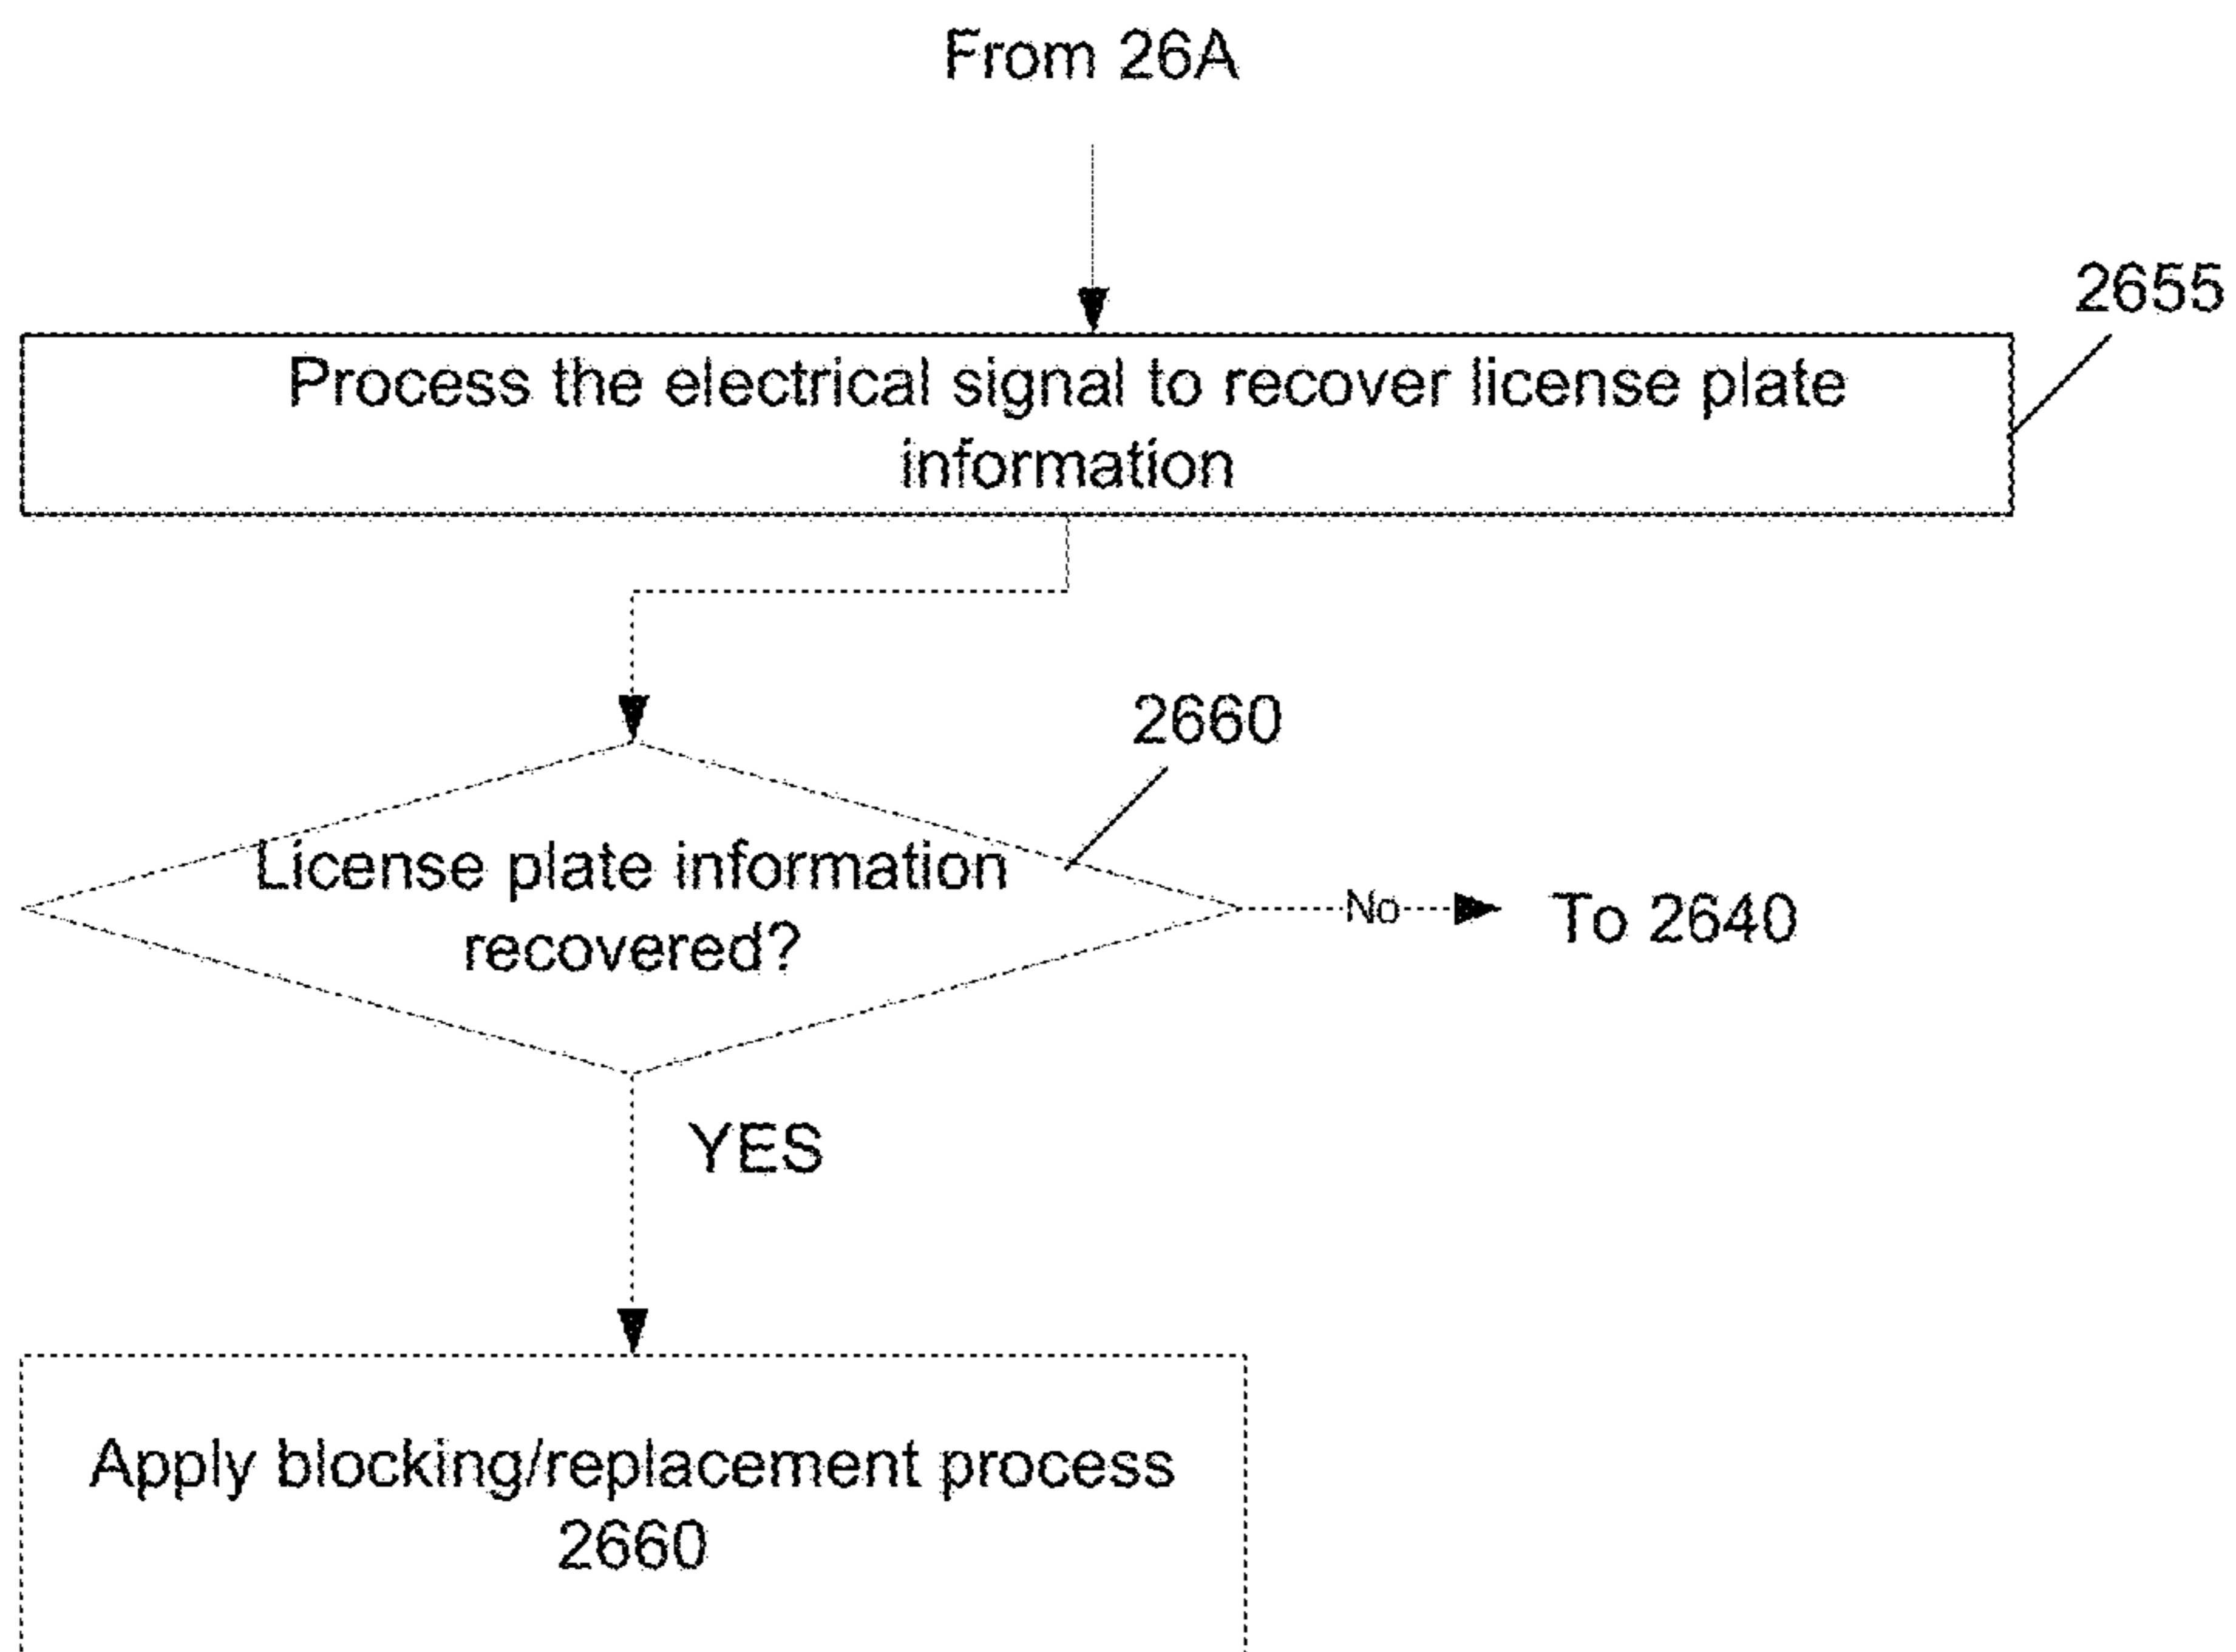 From 26A
2655
Process the electrical signal to recover license plate
information
2660
License plate information
recovered?
No
To 2640
YES
Apply blocking/replacement process
2660